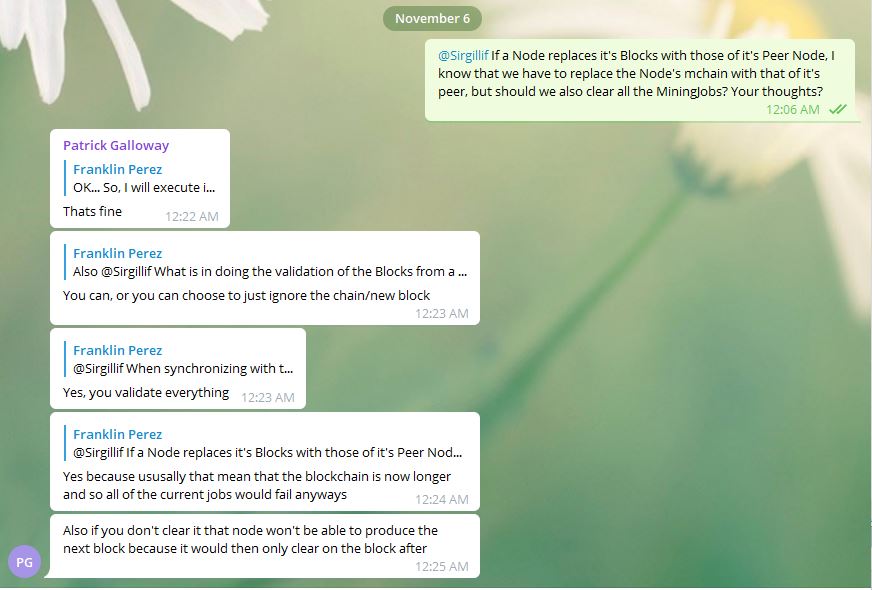 November 6
@Sirgillif If a Node replaces it's Blocks with those of it's Peer Node, I
know that we have to replace the Node's mchain with that of it's
peer, but should we also clear all the MiningJobs? Your thoughts?
12:06 AM
Patrick Galloway
Franklin Perez
OK... So, I will execute i...
Thats fine
12:22 AM
Franklin Perez
Also @Sirgillif What is in doing the validation of the Blocks from a ...
You can, or you can choose to just ignore the chain/new block
12:23 AM
Franklin Perez
@Sirgillif When synchronizing with t...
Yes, you validate everything
12:23 AM
Franklin Perez
@Sirgillif If a Node replaces it's Blocks with those of it's Peer Nod...
Yes because ususally that mean that the blockchain is now longer
and so all of the current jobs would fail anyways
12:24 AM
Also if you don't clear it that node won't be able to produce the
next block because it would then only clear on the block after
12:25 AM
PG